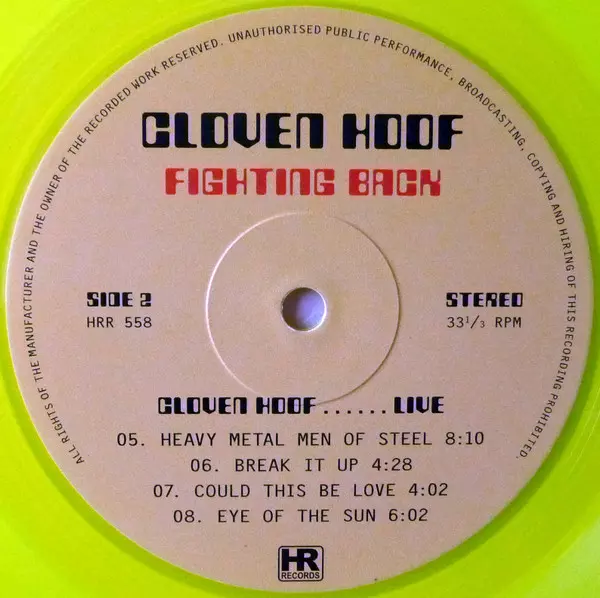 ALL RIGHTS OF THE MANUFACTURER AND THE OWNER OF THE RECORDED WORK RESERVED. UNAUTHORISED PUBLIC PERFORMANCE, BROADCASTING, COPYING AND HIRING OF THIS RECORDING PROHIBITED.
CLOVEN HOOF
FIGHTING BACK
SIDE 2 STEREO
HRR 558 33¹/₃ RPM
CLOVEN HOOF......LIVE
05. HEAVY METAL MEN OF STEEL 8:10
06. BREAK IT UP 4:28
07. COULD THIS BE LOVE 4:02
08. EYE OF THE SUN 6:02
HR
RECORDS